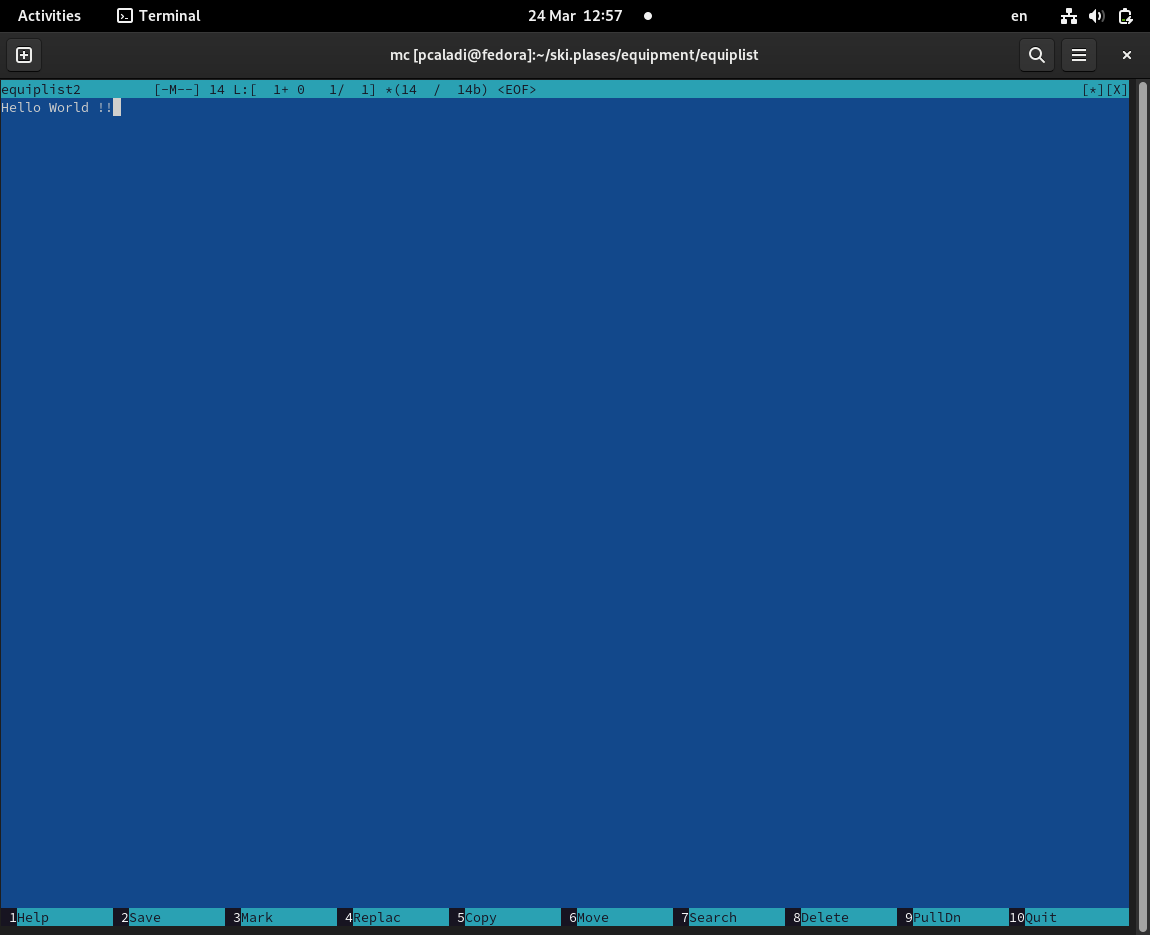 Activities Terminal 24 Mar 12:57 en
mc [pcaladi@fedora]:~/ski.plases/equipment/equiplist
equiplist2 [-M--] 14 L:[ 1+ 0 1/ 1] *(14 / 14b) <EOF> [*][X]
Hello World !!
1Help 2Save 3Mark 4Replac 5Copy 6Move 7Search 8Delete 9PullDn 10Quit